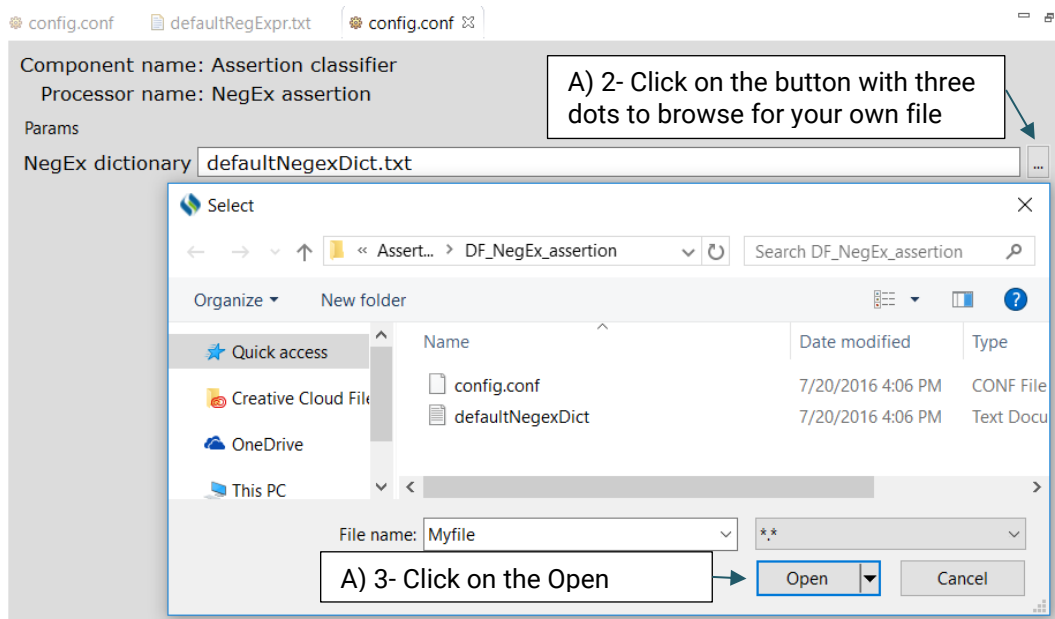 config.conf defaultRegExpr.txt config.conf
Component name: Assertion classifier
Processor name: NegEx assertion
Params
A) 2- Click on the button with three
dots to browse for your own file
NegEx dictionary defaultNegexDict.txt ...
Select
« Assert... > DF_NegEx_assertion Search DF_NegEx_assertion
Organize New folder ?
Name Date modified Type
Quick access
config.conf 7/20/2016 4:06 PM CONF File
Creative Cloud File
defaultNegexDict 7/20/2016 4:06 PM Text Docu
OneDrive
This PC
File name: Myfile *.*
A) 3- Click on the Open
Open Cancel